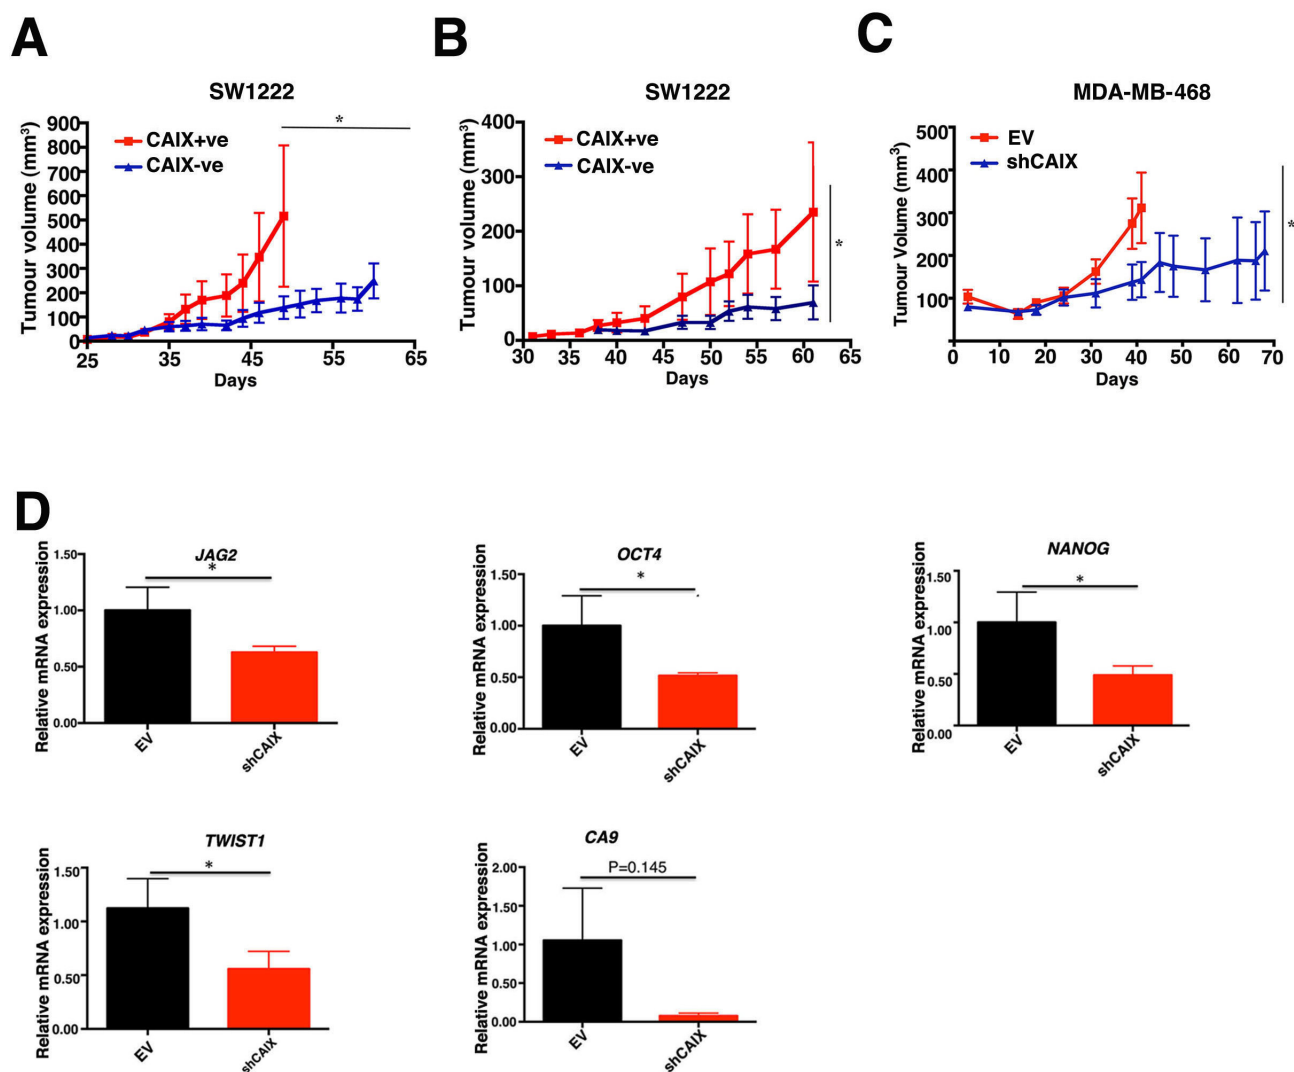 A
B
C
SW1222
SW1222
MDA-MB-468
Tumour volume (mm³)
900
800
700
600
500
400
300
200
100
0
25
35
45
55
65
Days
CAIX+ve
CAIX-ve
*
Tumour volume (mm³)
400
300
200
100
0
30
35
40
45
50
55
60
65
Days
CAIX+ve
CAIX-ve
*
Tumour Volume (mm³)
500
400
300
200
100
0
10
20
30
40
50
60
70
Days
EV
shCAIX
*
D
JAG2
*
Relative mRNA expression
1.50
1.00
0.50
0.00
EV
shCAIX
OCT4
*
Relative mRNA expression
1.50
1.00
0.50
0.00
EV
shCAIX
NANOG
*
Relative mRNA expression
1.50
1.00
0.50
0.00
EV
shCAIX
TWIST1
*
Relative mRNA expression
1.50
1.00
0.50
0.00
EV
shCAIX
CA9
P=0.145
Relative mRNA expression
2.00
1.50
1.00
0.50
0.00
EV
shCAIX